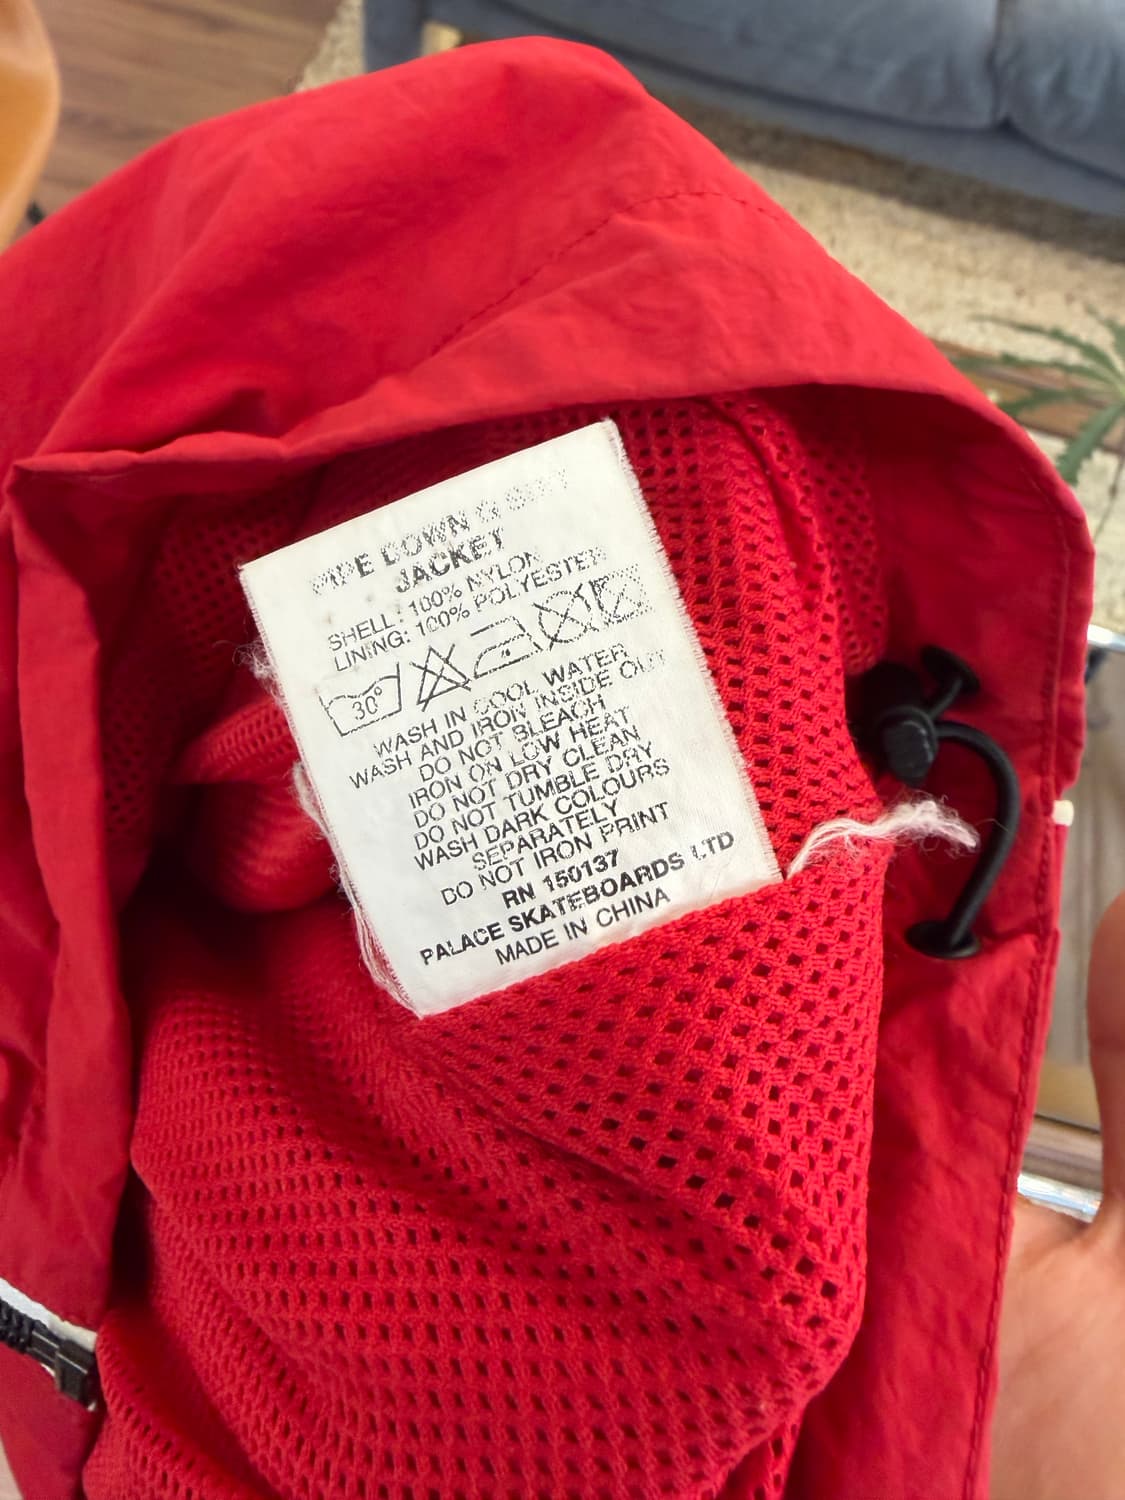 PIPE DOWN G SUIT
JACKET
SHELL: 100% NYLON
LINING: 100% POLYESTER
30°
WASH IN COOL WATER
WASH AND IRON INSIDE OUT
DO NOT BLEACH
IRON ON LOW HEAT
DO NOT DRY CLEAN
DO NOT TUMBLE DRY
WASH DARK COLOURS
SEPARATELY
DO NOT IRON PRINT
RN 150137
PALACE SKATEBOARDS LTD
MADE IN CHINA